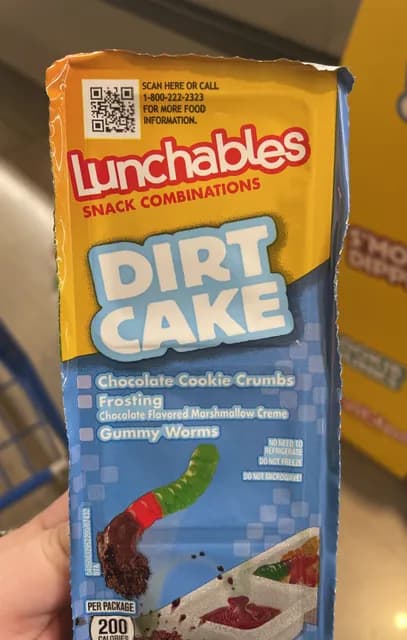 SCAN HERE OR CALL
1-800-222-2323
FOR MORE FOOD
INFORMATION.
Lunchables
SNACK COMBINATIONS
DIRT
CAKE
Chocolate Cookie Crumbs
Frosting
Chocolate Flavored Marshmallow Creme
Gummy Worms
NO NEED TO
REFRIGERATE
DO NOT FREEZE
DO NOT MICROWAVE!
PER PACKAGE
200
CALORIES
S'MO
DIPP